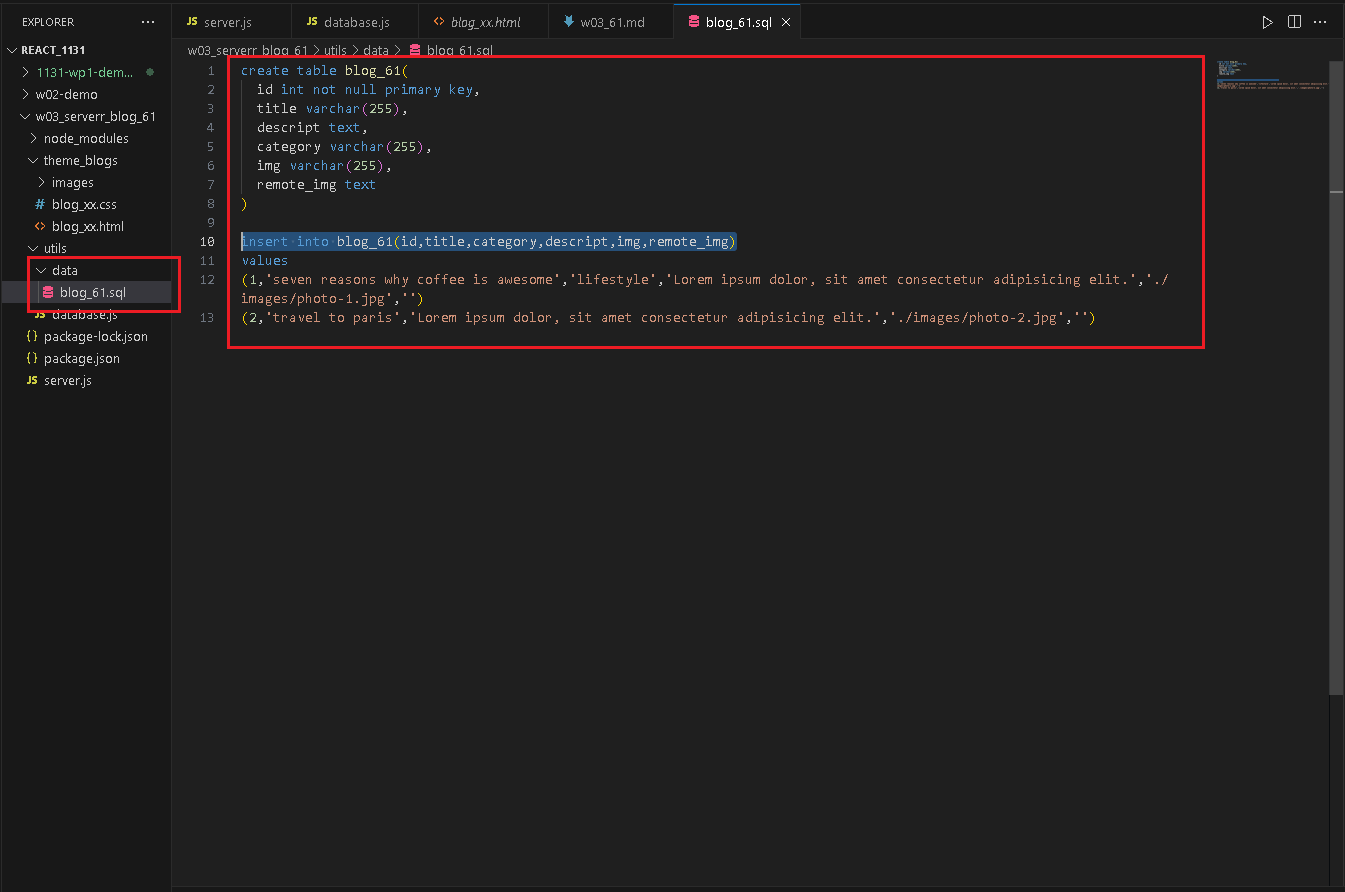 EXPLORER
server.js
database.js
blog_xx.html
w03_61.md
blog_61.sql
REACT_1131
1131-wp1-dem...
w02-demo
w03_serverr_blog_61
node_modules
theme_blogs
images
# blog_xx.css
<> blog_xx.html
utils
data
blog_61.sql
JS database.js
{} package-lock.json
{} package.json
JS server.js
w03_serverr_blog_61 > utils > data > blog_61.sql
1 create table blog_61(
2 id int not null primary key,
3 title varchar(255),
4 descript text,
5 category varchar(255),
6 img varchar(255),
7 remote_img text
8 )
9
10 insert into blog_61(id,title,category,descript,img,remote_img)
11 values
12 (1,'seven reasons why coffee is awesome','lifestyle','Lorem ipsum dolor, sit amet consectetur adipisicing elit.','./
images/photo-1.jpg','')
13 (2,'travel to paris','Lorem ipsum dolor, sit amet consectetur adipisicing elit.','./images/photo-2.jpg','')